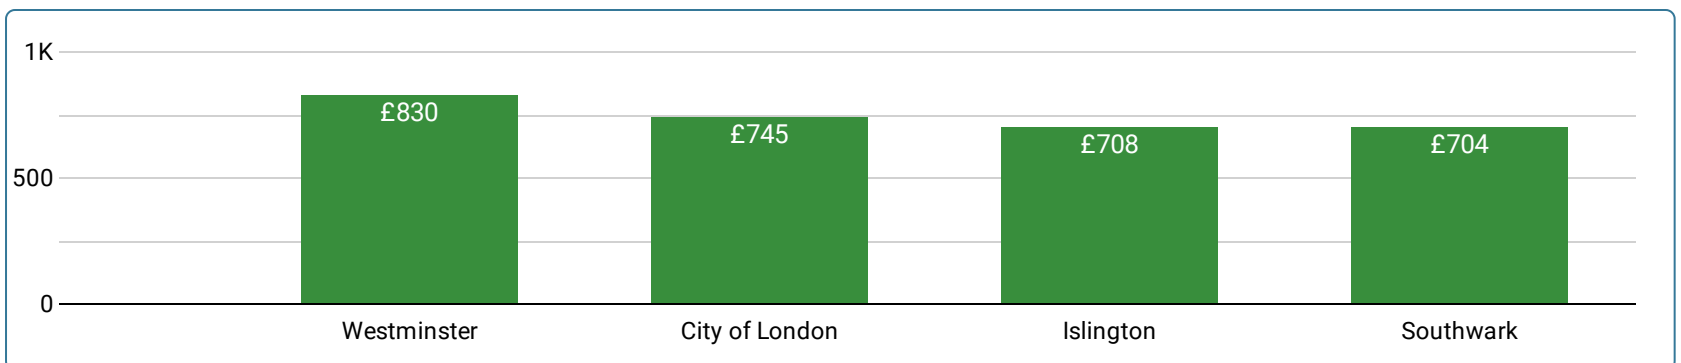 1K
£830
£745
£708
£704
500
0
Westminster
City of London
Islington
Southwark